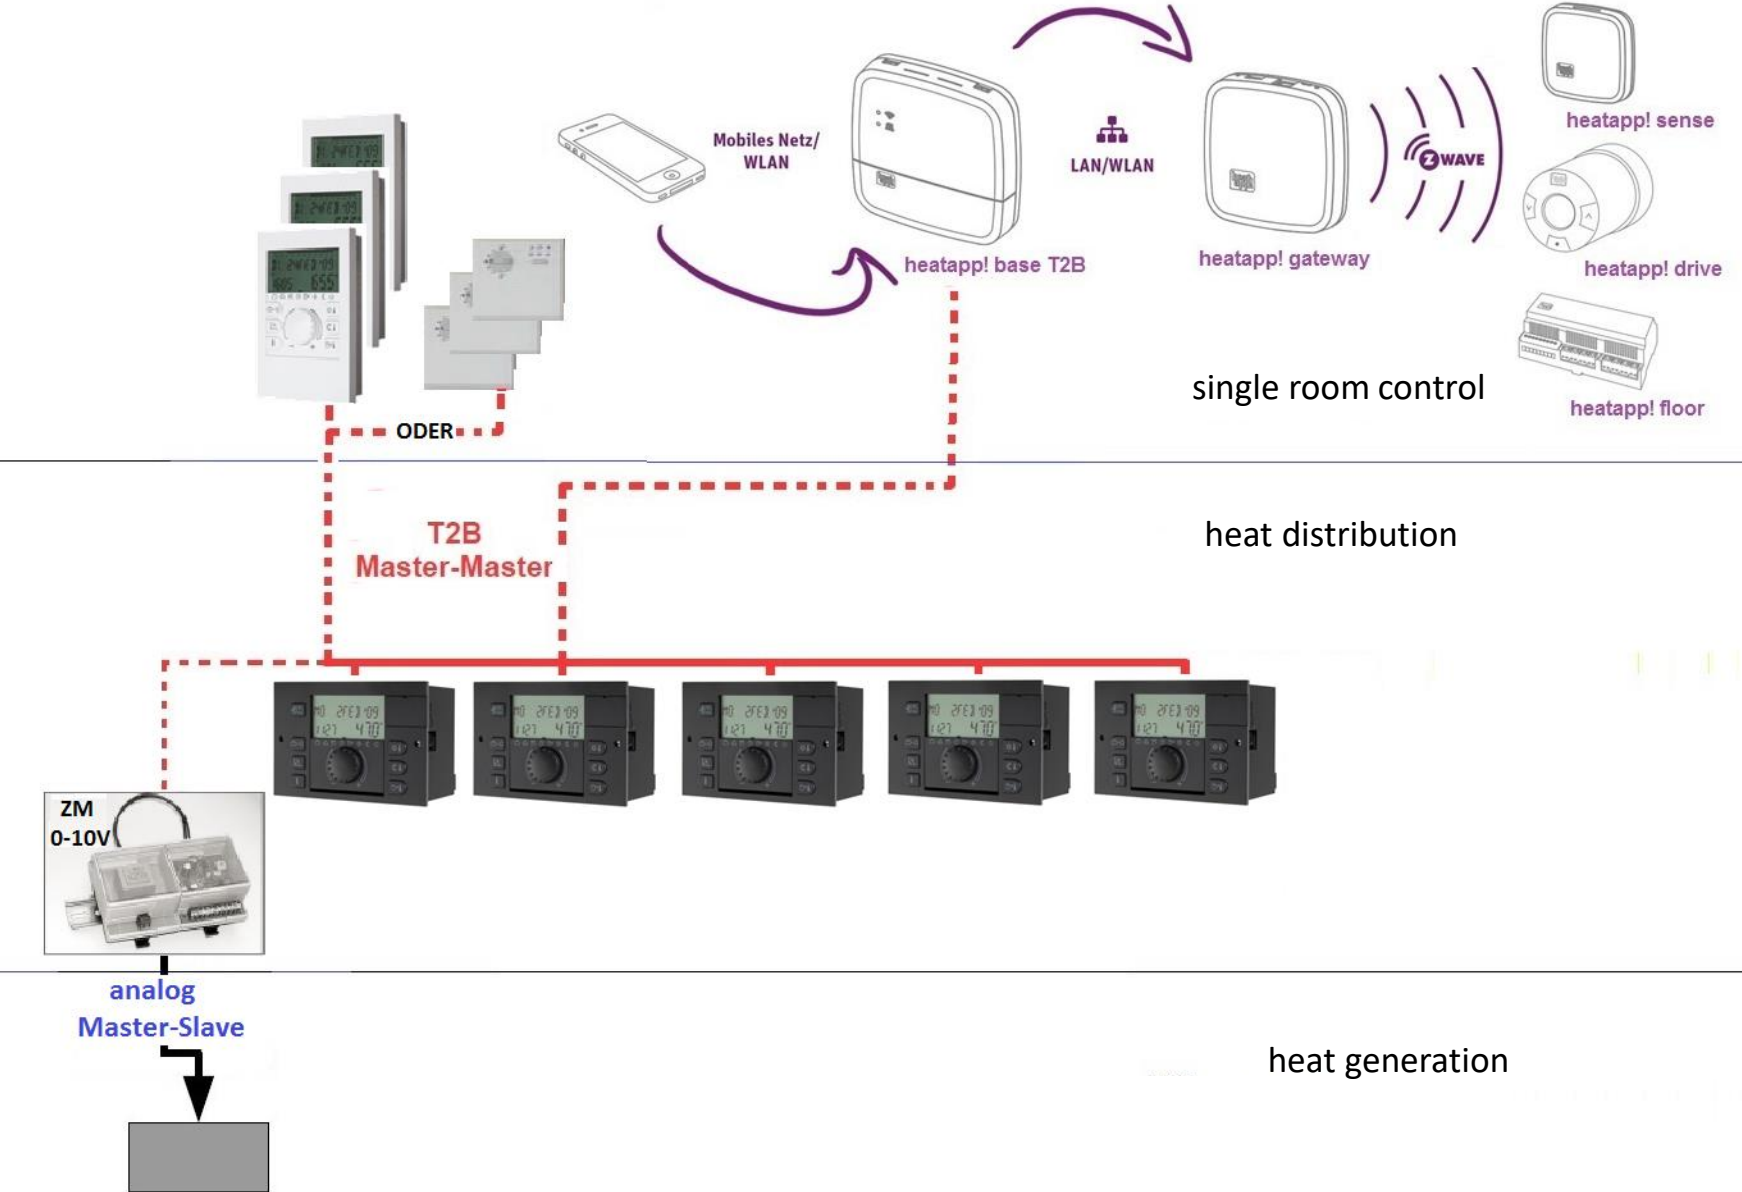 Mobiles Netz/
WLAN
LAN/WLAN
ZWAVE
heatapp! sense
heatapp! base T2B
heatapp! gateway
heatapp! drive
heatapp! floor
single room control
ODER
T2B
Master-Master
heat distribution
ZM
0-10V
analog
Master-Slave
heat generation